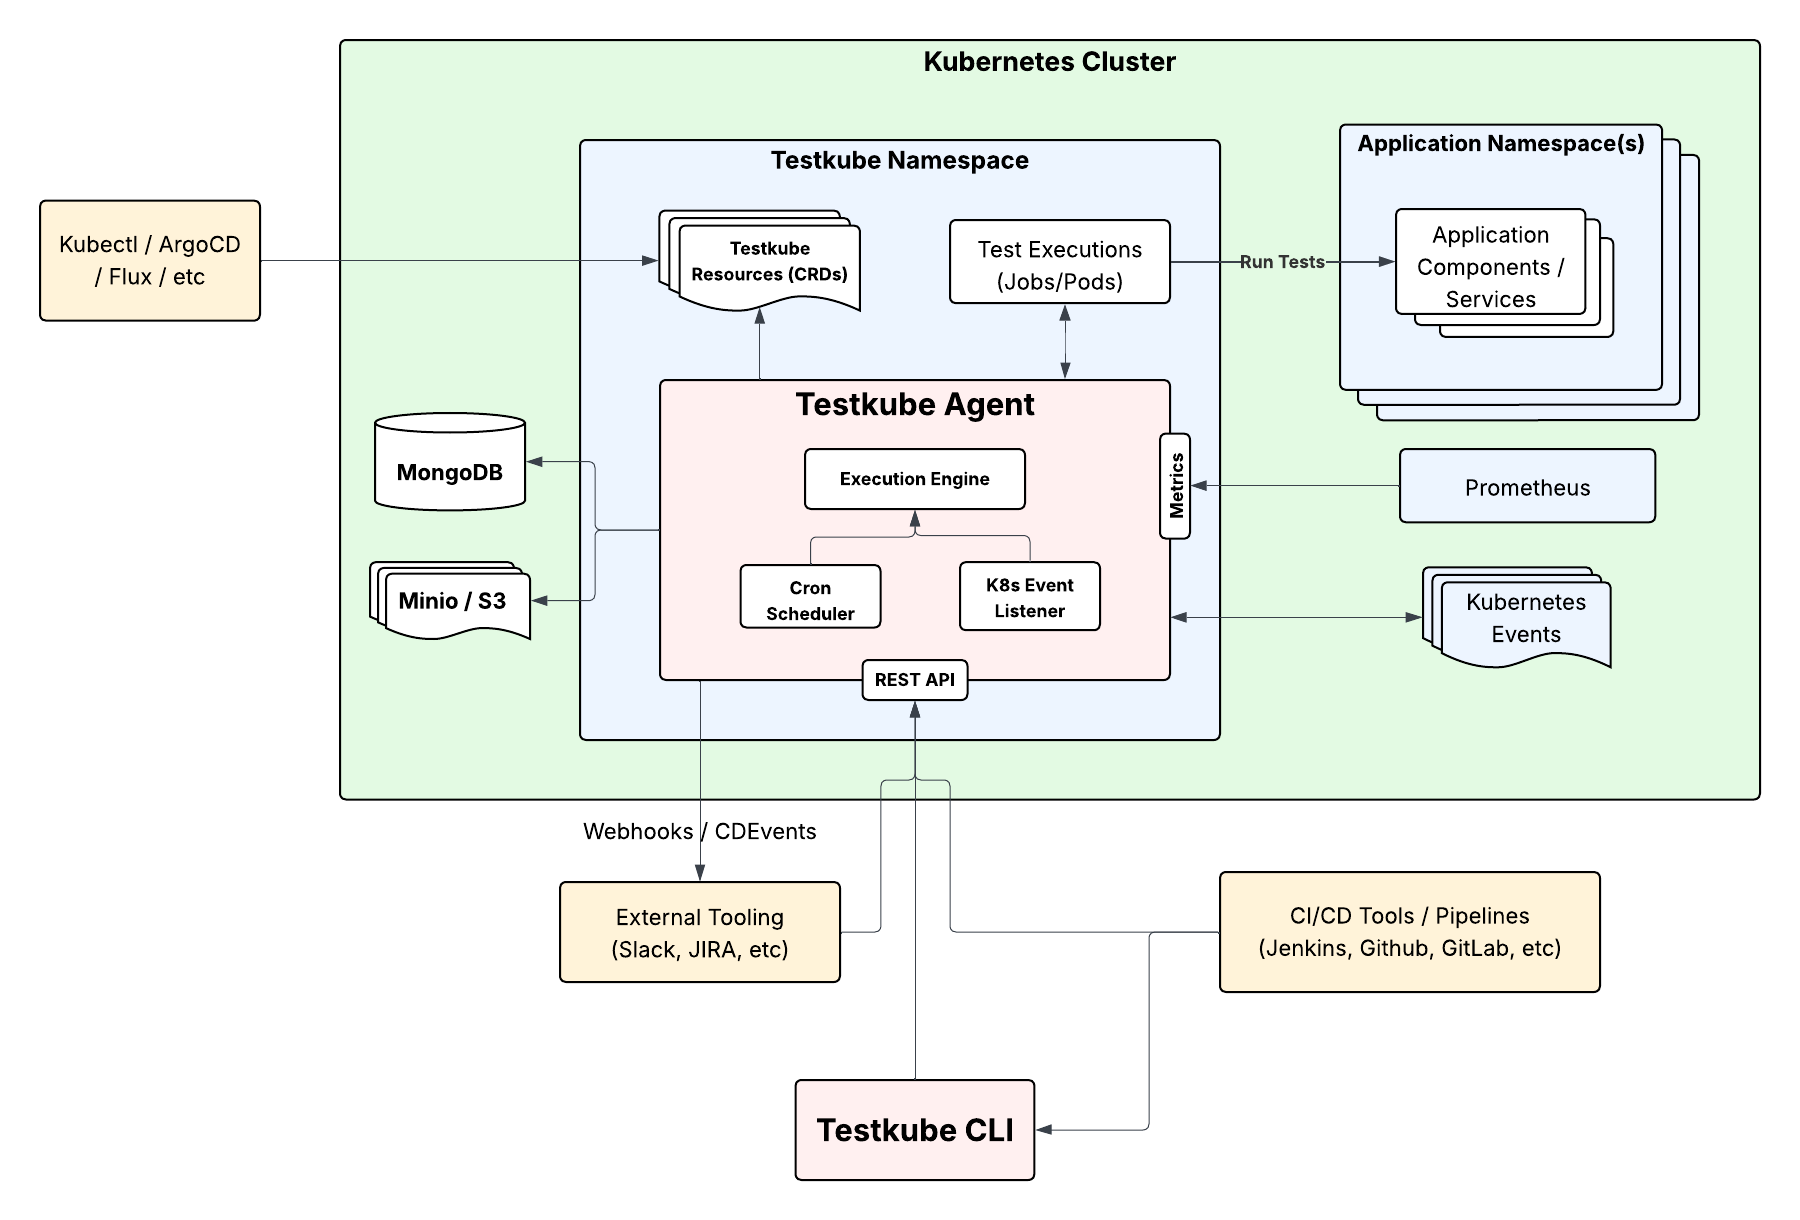 Kubernetes Cluster
Testkube Namespace
Application Namespace(s)
Kubectl / ArgoCD
/ Flux / etc
Testkube
Resources (CRDs)
Test Executions
(Jobs/Pods)
Run Tests
Application
Components /
Services
Testkube Agent
MongoDB
Execution Engine
Metrics
Prometheus
Minio / S3
Cron
Scheduler
K8s Event
Listener
Kubernetes
Events
REST API
Webhooks / CDEvents
External Tooling
(Slack, JIRA, etc)
CI/CD Tools / Pipelines
(Jenkins, Github, GitLab, etc)
Testkube CLI